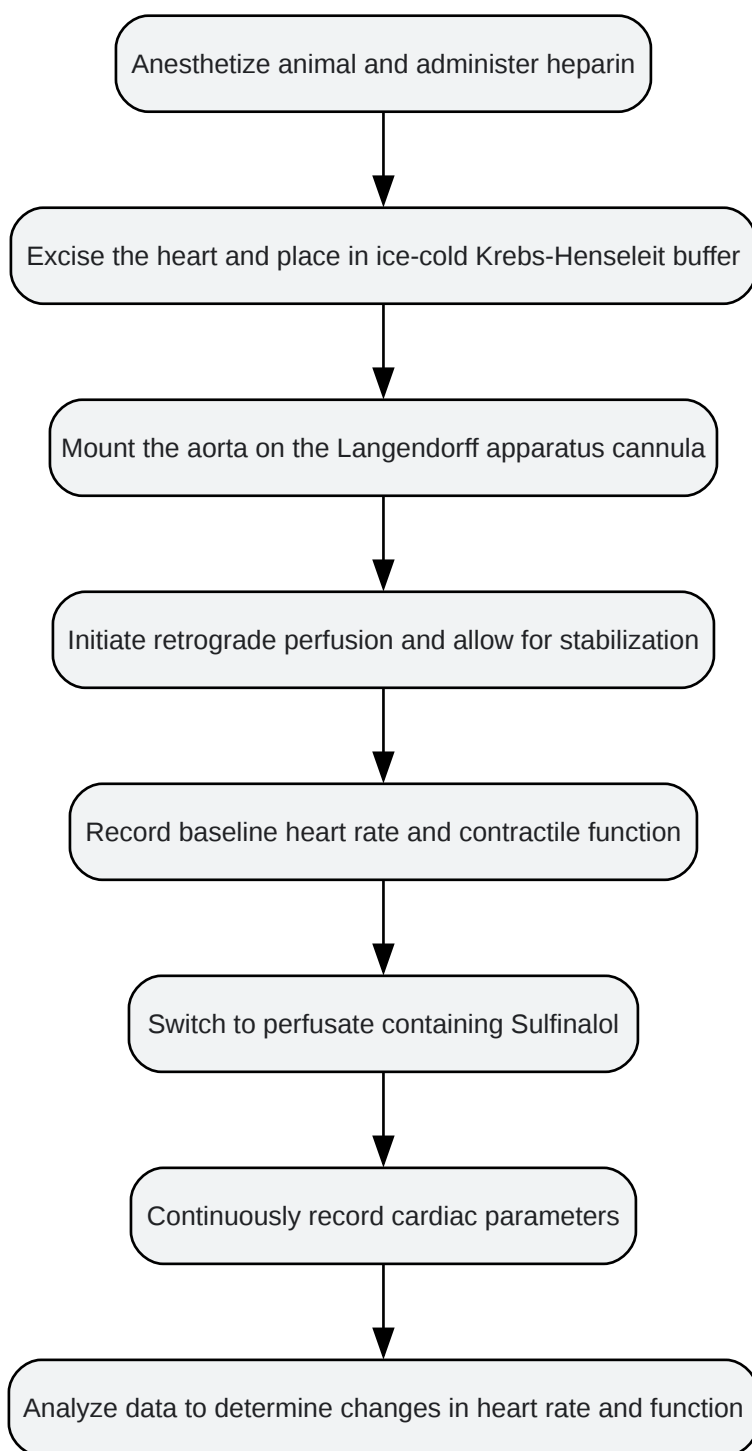 Anesthetize animal and administer heparin
Excise the heart and place in ice-cold Krebs-Henseleit buffer
Mount the aorta on the Langendorff apparatus cannula
Initiate retrograde perfusion and allow for stabilization
Record baseline heart rate and contractile function
Switch to perfusate containing Sulfinalol
Continuously record cardiac parameters
Analyze data to determine changes in heart rate and function